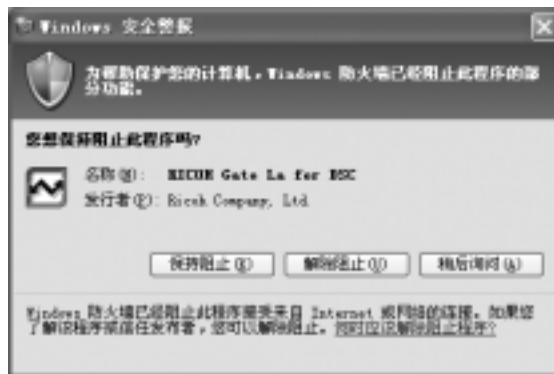 Windows 安全警报
为帮助保护您的计算机，Windows 防火墙已经阻止此程序的部
分功能。
您想保持阻止此程序吗?
名称(N): RICOH Gate La for DSC
发行者(P): Ricoh Company, Ltd
保持阻止(K) 解除阻止(U) 稍后询问(A)
Windows 防火墙已经阻止此程序接受来自 Internet 或网络的连接。如果您
了解该程序或信任发布者，您可以解除阻止。何时应该解除阻止程序?